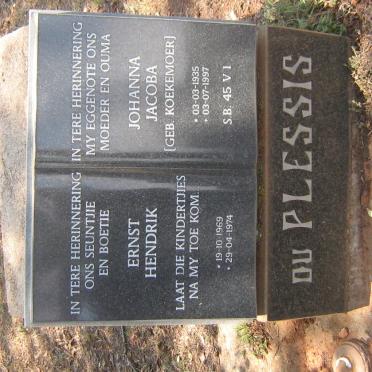 IN TERE HERINNERING
ONS SEUNTJIE
EN BOETIE
ERNST
HENDRIK
LAAT DIE KINDERTJIES
NA MY TOE KOM.
* 19-10-1969
* 29-04-1974
IN TERE HERINNERING
MY EGGENOTE ONS
MOEDER EN OUMA
JOHANNA
JACOBA
[GEB. KOEKEMOER]
* 03-03-1935
+ 03-07-1997
S.B. 45 V 1
DU PLESSIS